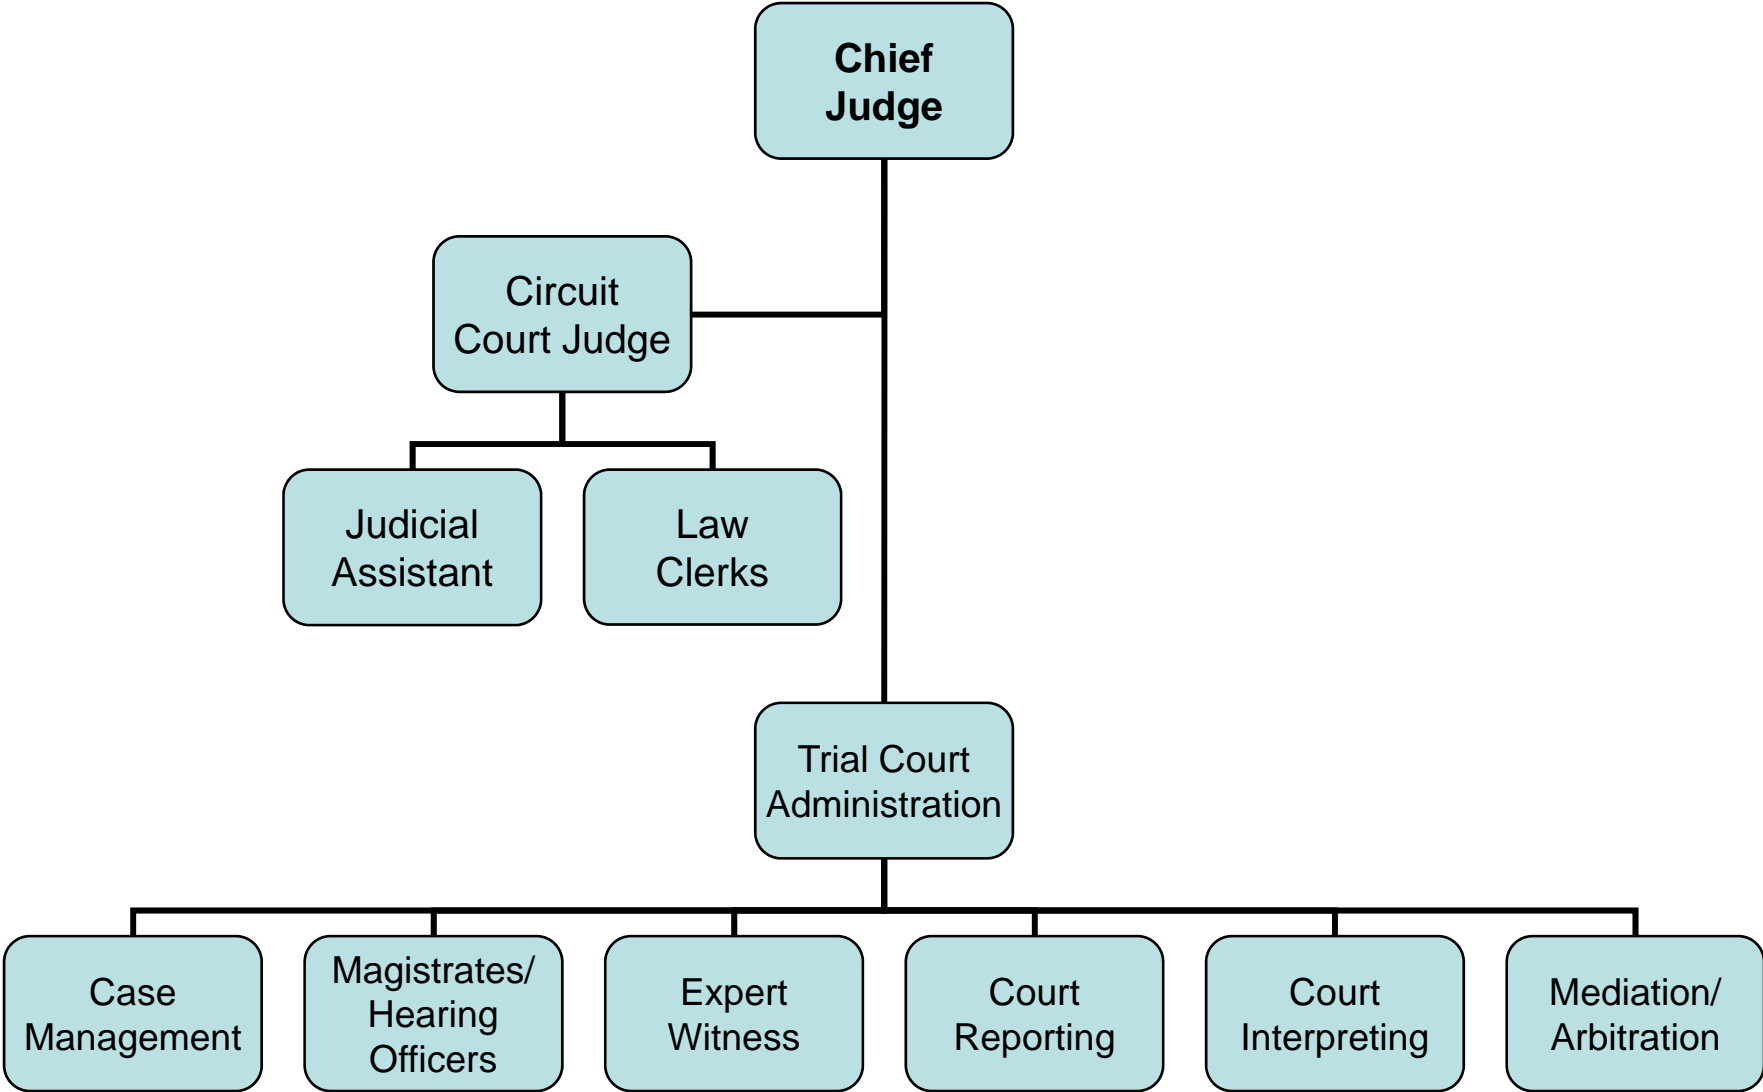 Chief
Judge
Circuit
Court Judge
Judicial
Assistant
Law
Clerks
Trial Court
Administration
Case
Management
Magistrates/
Hearing
Officers
Expert
Witness
Court
Reporting
Court
Interpreting
Mediation/
Arbitration